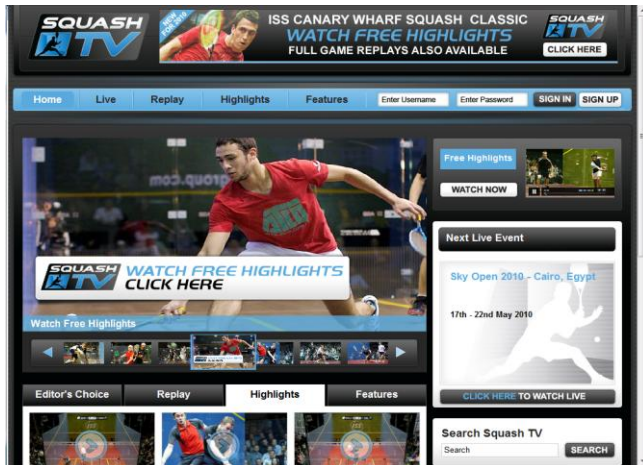 SQUASH TV
NEW FOR 2010
ISS CANARY WHARF SQUASH CLASSIC
WATCH FREE HIGHLIGHTS
FULL GAME REPLAYS ALSO AVAILABLE
SQUASH TV
CLICK HERE
Home Live Replay Highlights Features Enter Username Enter Password SIGN IN SIGN UP
SQUASH TV
WATCH FREE HIGHLIGHTS
CLICK HERE
Watch Free Highlights
Free Highlights
WATCH NOW
Next Live Event
Sky Open 2010 - Cairo, Egypt
17th - 22nd May 2010
CLICK HERE TO WATCH LIVE
Editor's Choice Replay Highlights Features
Search Squash TV
Search SEARCH